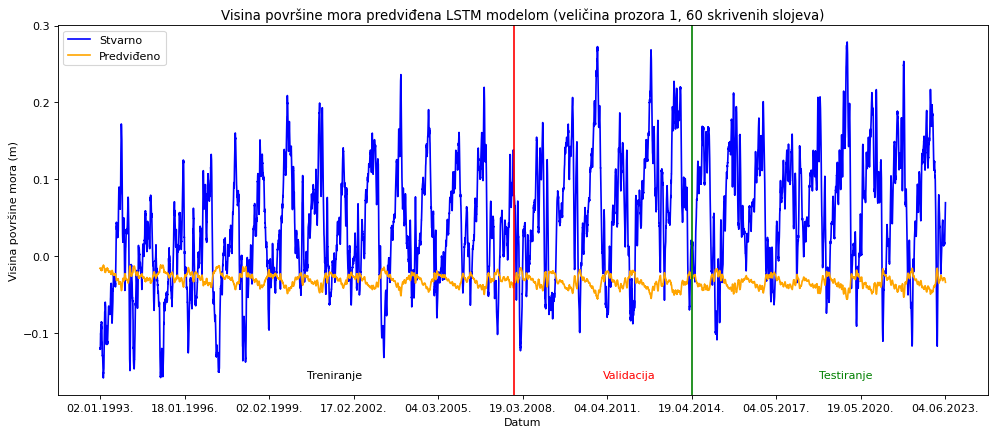 Visina površine mora predviđena LSTM modelom (veličina prozora 1, 60 skrivenih slojeva)
Stvarno
Predviđeno
Visina površine mora (m)
0.3
0.2
0.1
0.0
−0.1
Treniranje
Validacija
Testiranje
02.01.1993. 18.01.1996. 02.02.1999. 17.02.2002. 04.03.2005. 19.03.2008. 04.04.2011. 19.04.2014. 04.05.2017. 19.05.2020. 04.06.2023.
Datum